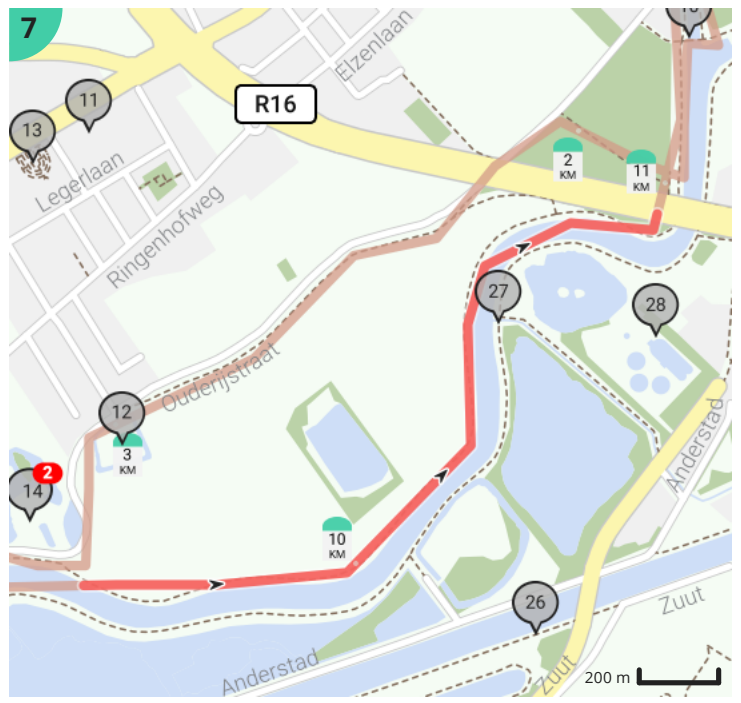 7
11
13
R16
Elzenlaan
Legerlaan
Ringenhofweg
2
KM
11
KM
27
28
12
Ouderijstraat
3
KM
2
14
Anderstad
10
KM
26
Zuut
Anderstad
Zuut
200 m